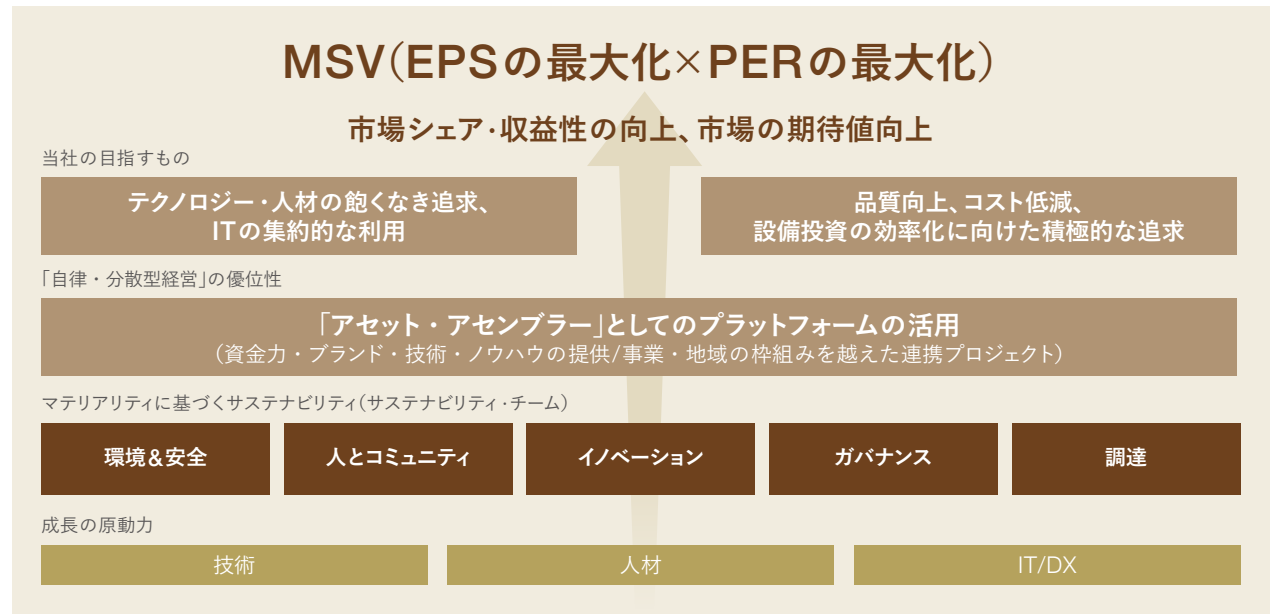 MSV(EPSの最大化×PERの最大化)
市場シェア・収益性の向上、市場の期待値向上
当社の目指すもの
テクノロジー・人材の飽くなき追求、
ITの集約的な利用
品質向上、コスト低減、
設備投資の効率化に向けた積極的な追求
「自律・分散型経営」の優位性
「アセット・アセンブラー」としてのプラットフォームの活用
(資金力・ブランド・技術・ノウハウの提供/事業・地域の枠組みを越えた連携プロジェクト)
マテリアリティに基づくサステナビリティ(サステナビリティ・チーム)
環境&安全
人とコミュニティ
イノベーション
ガバナンス
調達
成長の原動力
技術
人材
IT/DX